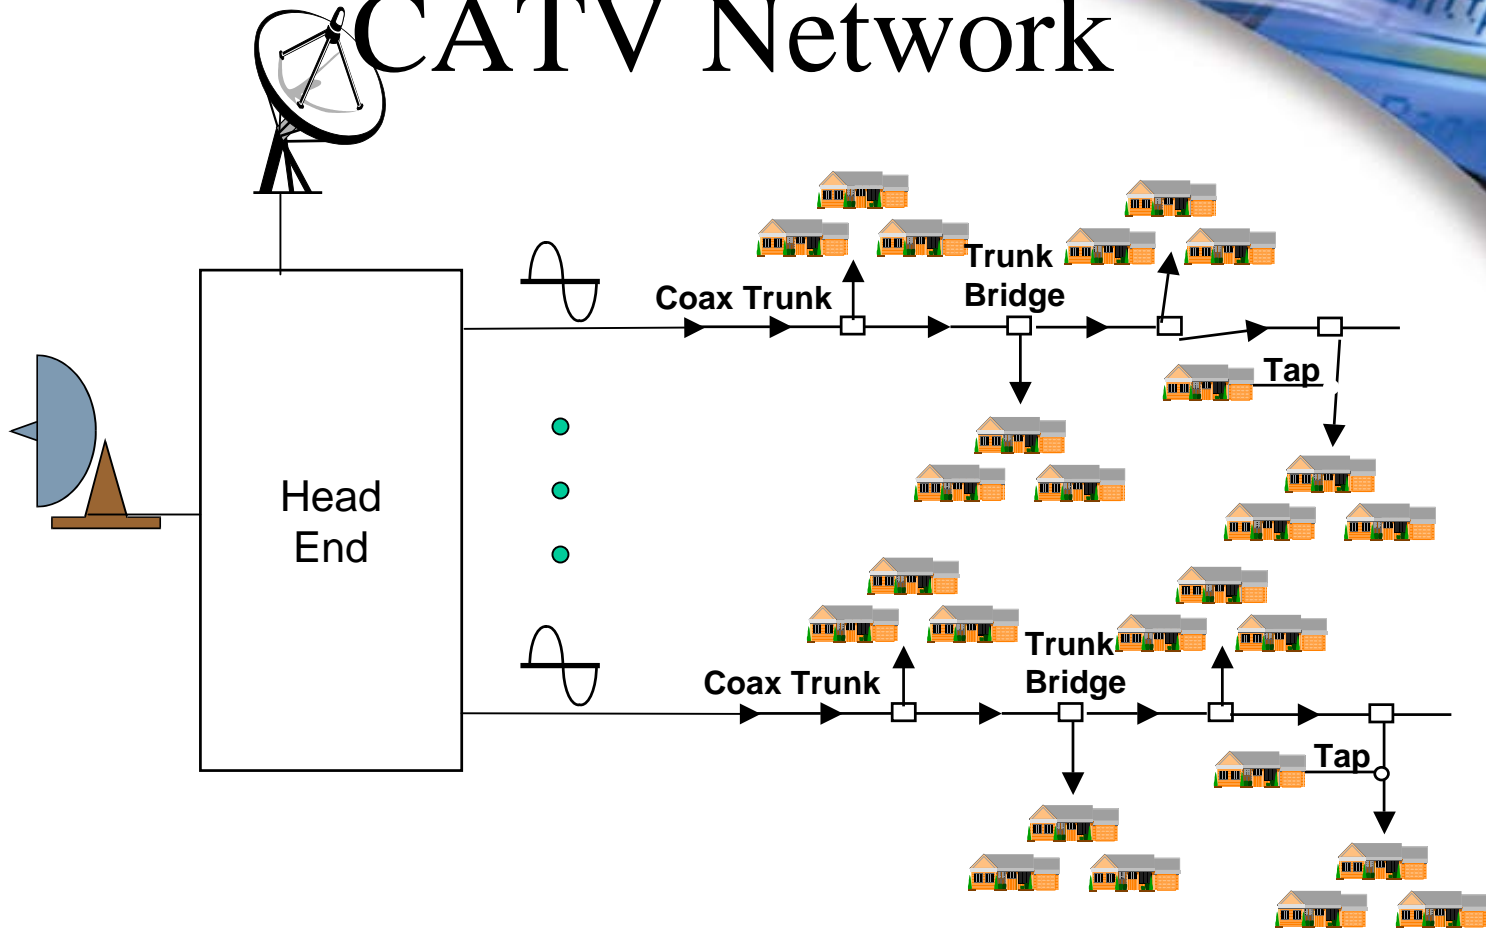 CATV Network
Coax Trunk
Trunk
Bridge
Tap
Head
End
Coax Trunk
Trunk
Bridge
Tap